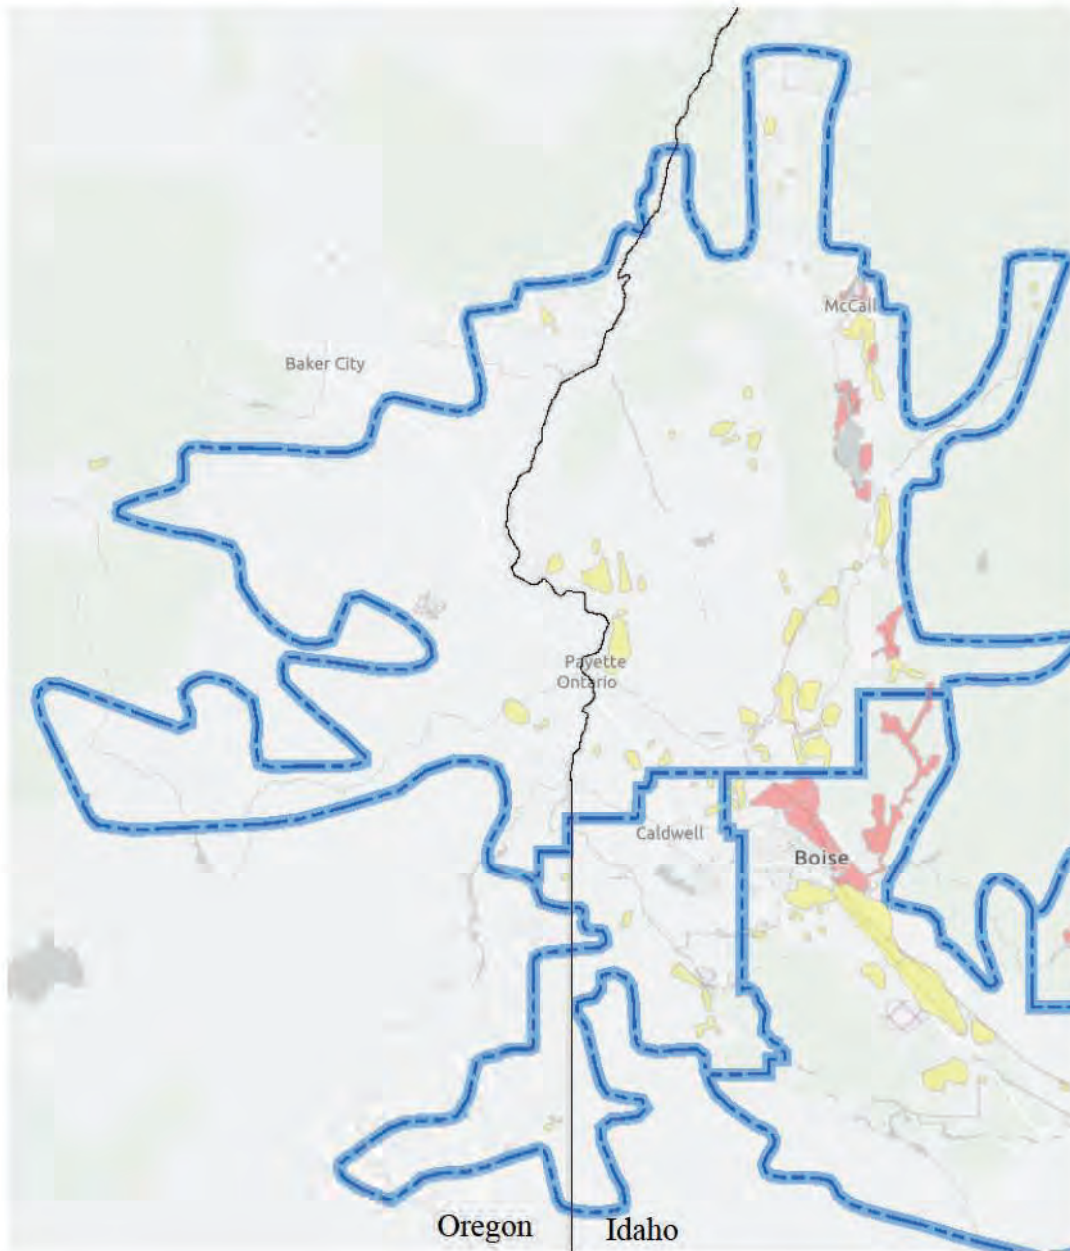 McCall
Baker City
Payette
Ontario
Caldwell
Boise
Oregon
Idaho